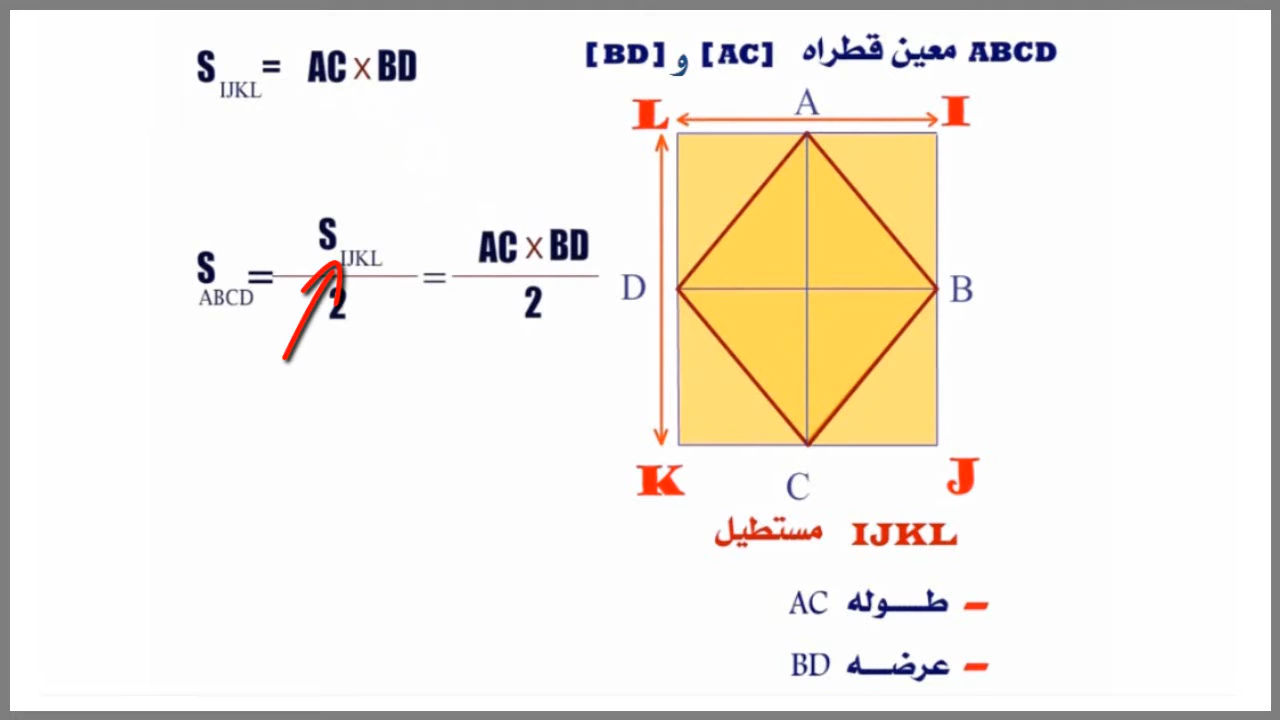 ABCD معين قطراه [AC] و [BD]
S IJKL = AC × BD
L A I
S ABCD = S IJKL / 2 = AC × BD / 2
D B
K C J
IJKL مستطيل
- طـــولـه AC
- عرضـــه BD